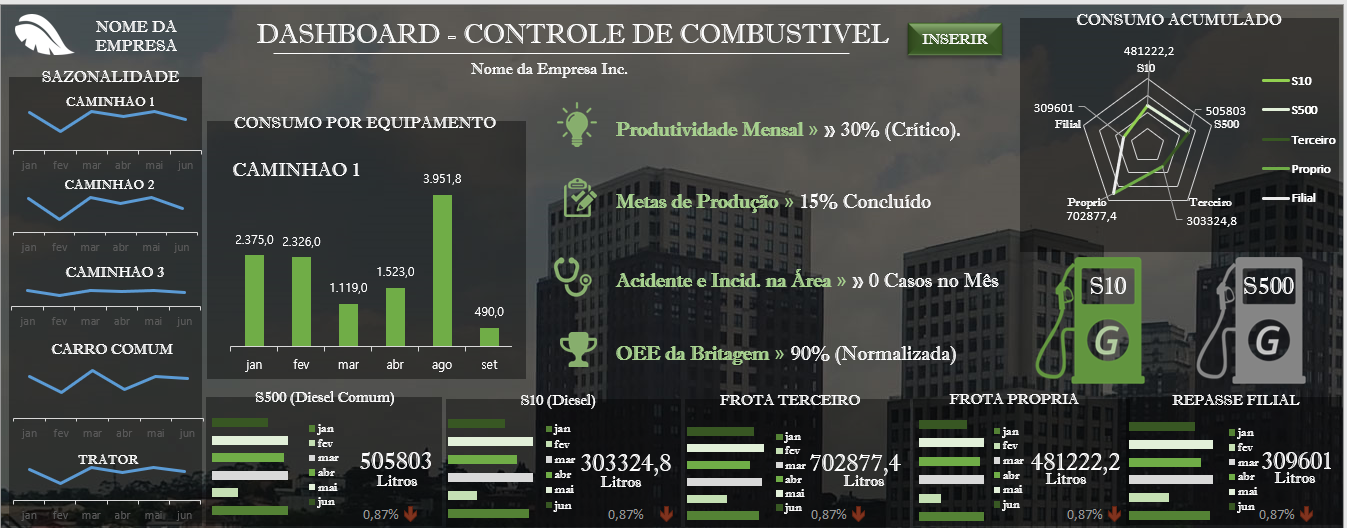 NOME DA
EMPRESA
DASHBOARD - CONTROLE DE COMBUSTIVEL
Nome da Empresa Inc.
INSERIR
SAZONALIDADE
CAMINHAO 1
jan fev mar abr mai jun
CAMINHAO 2
jan fev mar abr mai jun
CAMINHAO 3
jan fev mar abr mai jun
CARRO COMUM
jan fev mar abr mai jun
TRATOR
jan fev mar abr mai jun
CONSUMO POR EQUIPAMENTO
CAMINHAO 1
2.375,0
2.326,0
1.119,0
1.523,0
3.951,8
490,0
jan fev mar abr ago set
Produtividade Mensal » » 30% (Crítico).
Metas de Produção » 15% Concluído
Acidente e Incid. na Área » » 0 Casos no Mês
OEE da Britagem » 90% (Normalizada)
CONSUMO ACUMULADO
481222,2
S10
505803
S500
303324,8
Terceiro
702877,4
Proprio
309601
Filial
S10
S500
Terceiro
Proprio
Filial
S10
G
S500
G
S500 (Diesel Comum)
jan
fev
mar
abr
mai
jun
505803
Litros
0,87%
S10 (Diesel)
jan
fev
mar
abr
mai
jun
303324,8
Litros
0,87%
FROTA TERCEIRO
jan
fev
mar
abr
mai
jun
702877,4
Litros
0,87%
FROTA PROPRIA
jan
fev
mar
abr
mai
jun
481222,2
Litros
0,87%
REPASSE FILIAL
jan
fev
mar
abr
mai
jun
309601
Litros
0,87%